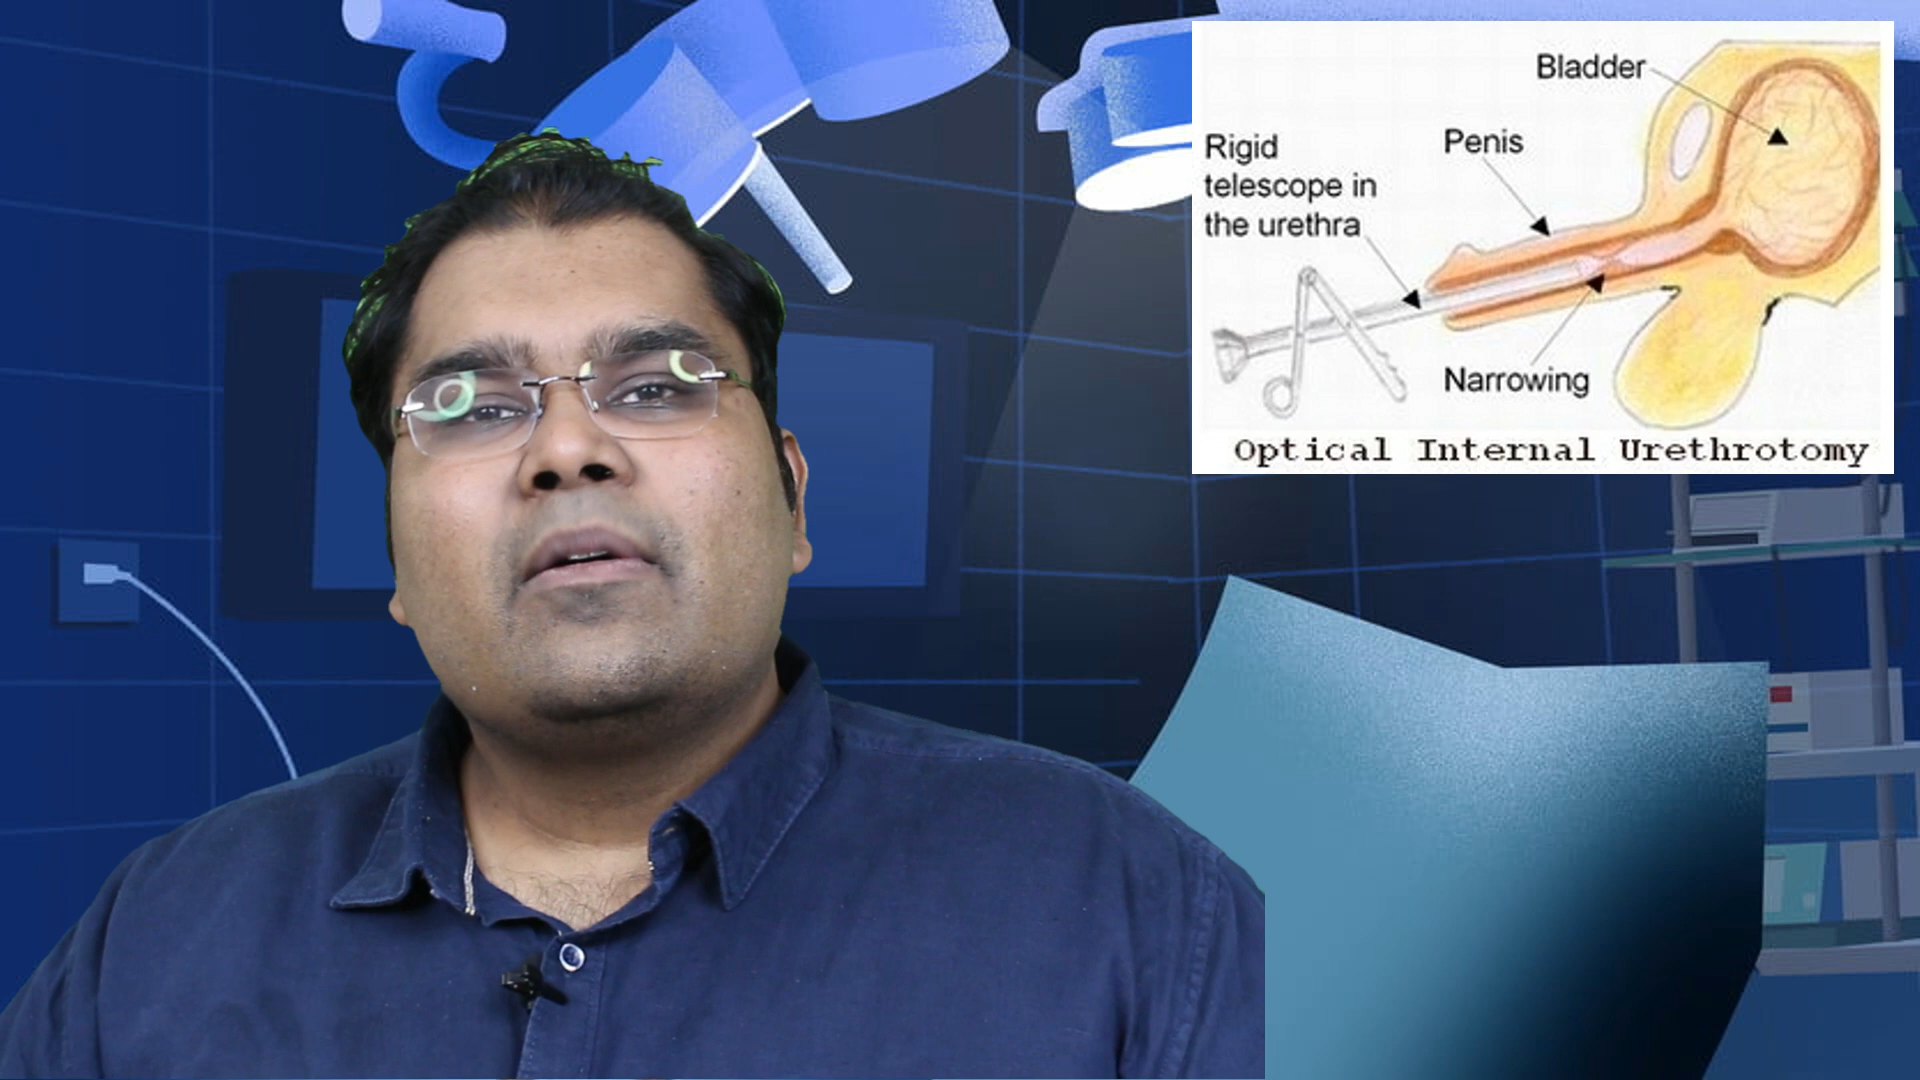 Bladder
Penis
Rigid
telescope in
the urethra
Narrowing
Optical Internal Urethrotomy